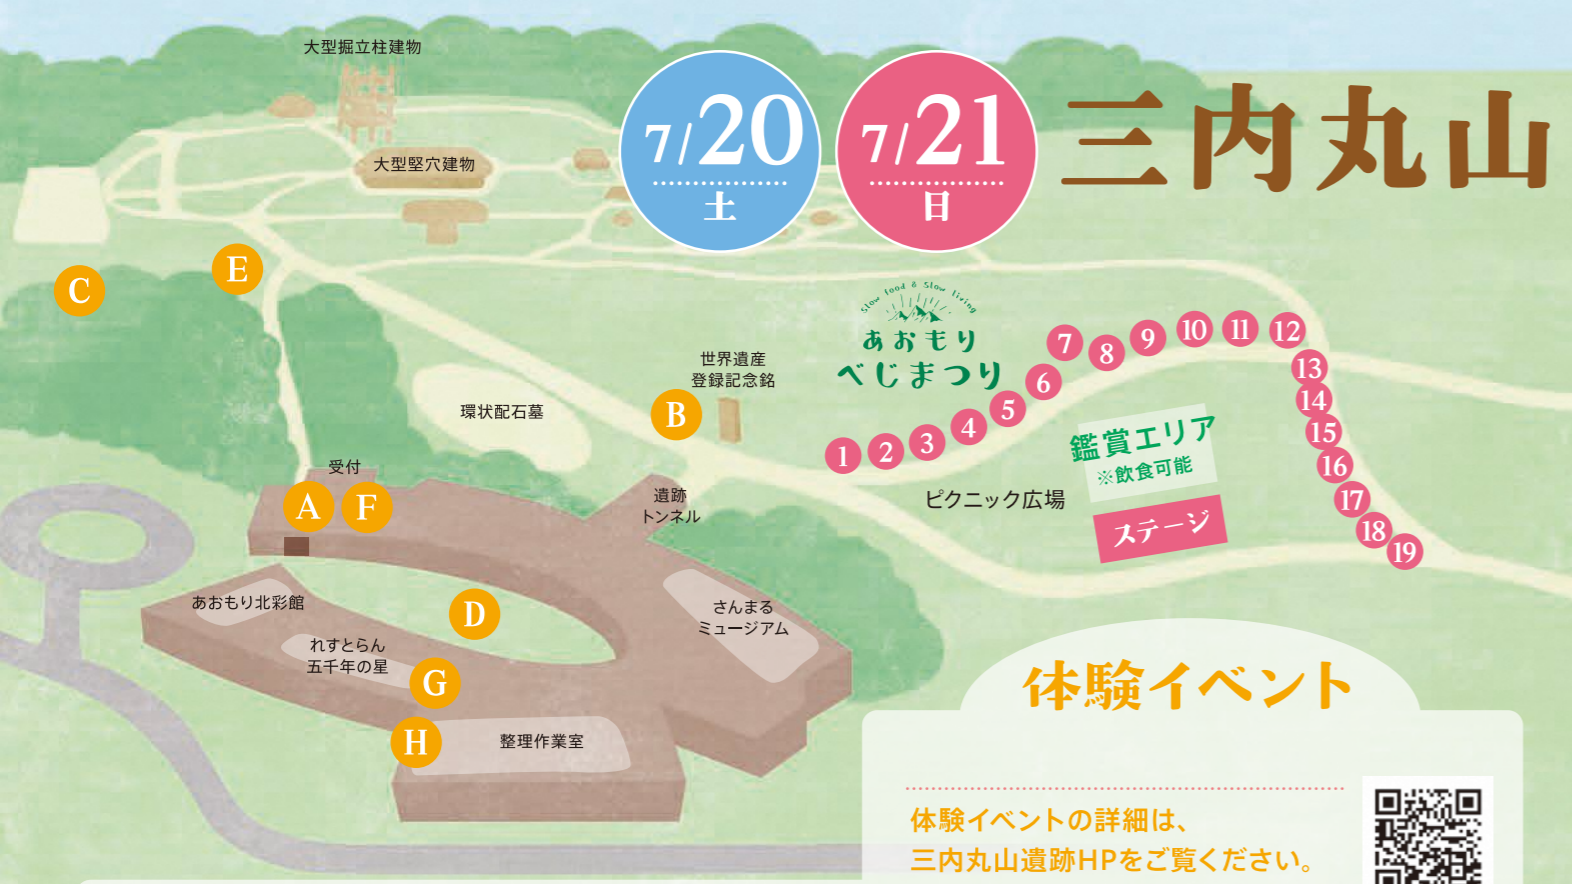 大型掘立柱建物
大型竪穴建物
7/20
土
7/21
日
三内丸山
C
E
Slow food & Slow living
あおもり
べじまつり
世界遺産
登録記念銘
B
環状配石墓
1
2
3
4
5
6
7
8
9
10
11
12
13
14
15
16
17
18
19
鑑賞エリア
※飲食可能
ステージ
ピクニック広場
受付
A
F
遺跡
トンネル
あおもり北彩館
D
れすとらん
五千年の星
G
さんまる
ミュージアム
H
整理作業室
体験イベント
体験イベントの詳細は、
三内丸山遺跡HPをご覧ください。